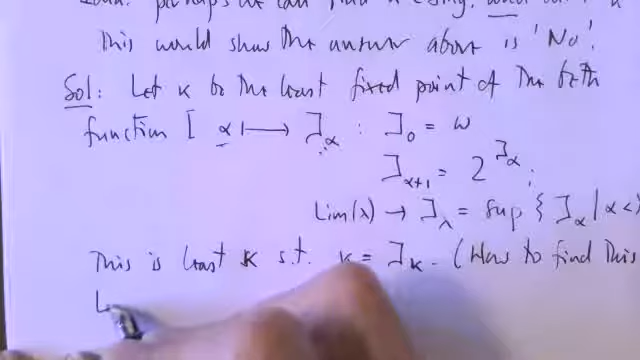 perhaps we can find a
This would show the answer above is 'No'.
Sol: Let κ be the least fixed point of the beth
function [ α ⟼ ℶ_α : ℶ_0 = ω
ℶ_{α+1} = 2^{ℶ_α} ;
Lim(λ) → ℶ_λ = sup { ℶ_α | α <
This is least κ s.t. κ = ℶ_κ. (How to find this
L